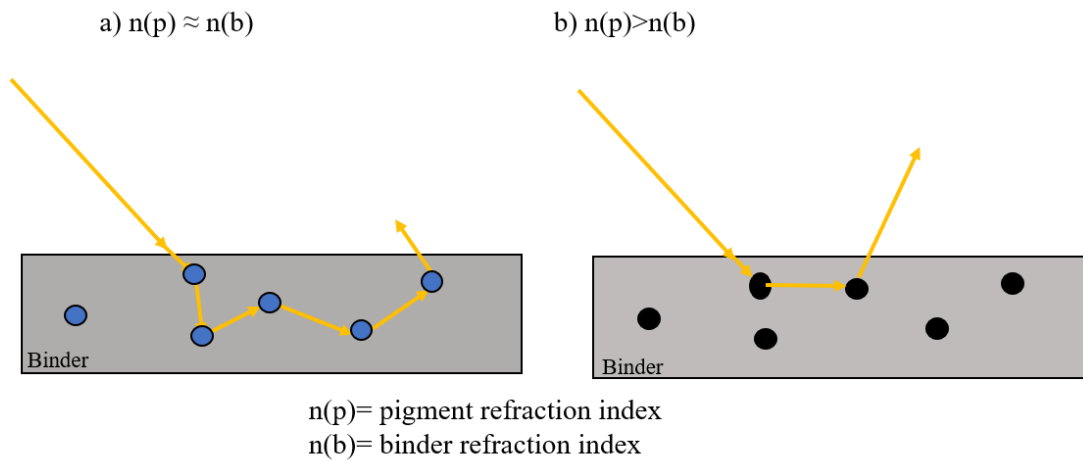 a) n(p) ≈ n(b)
b) n(p)>n(b)
Binder
Binder
n(p)= pigment refraction index
n(b)= binder refraction index